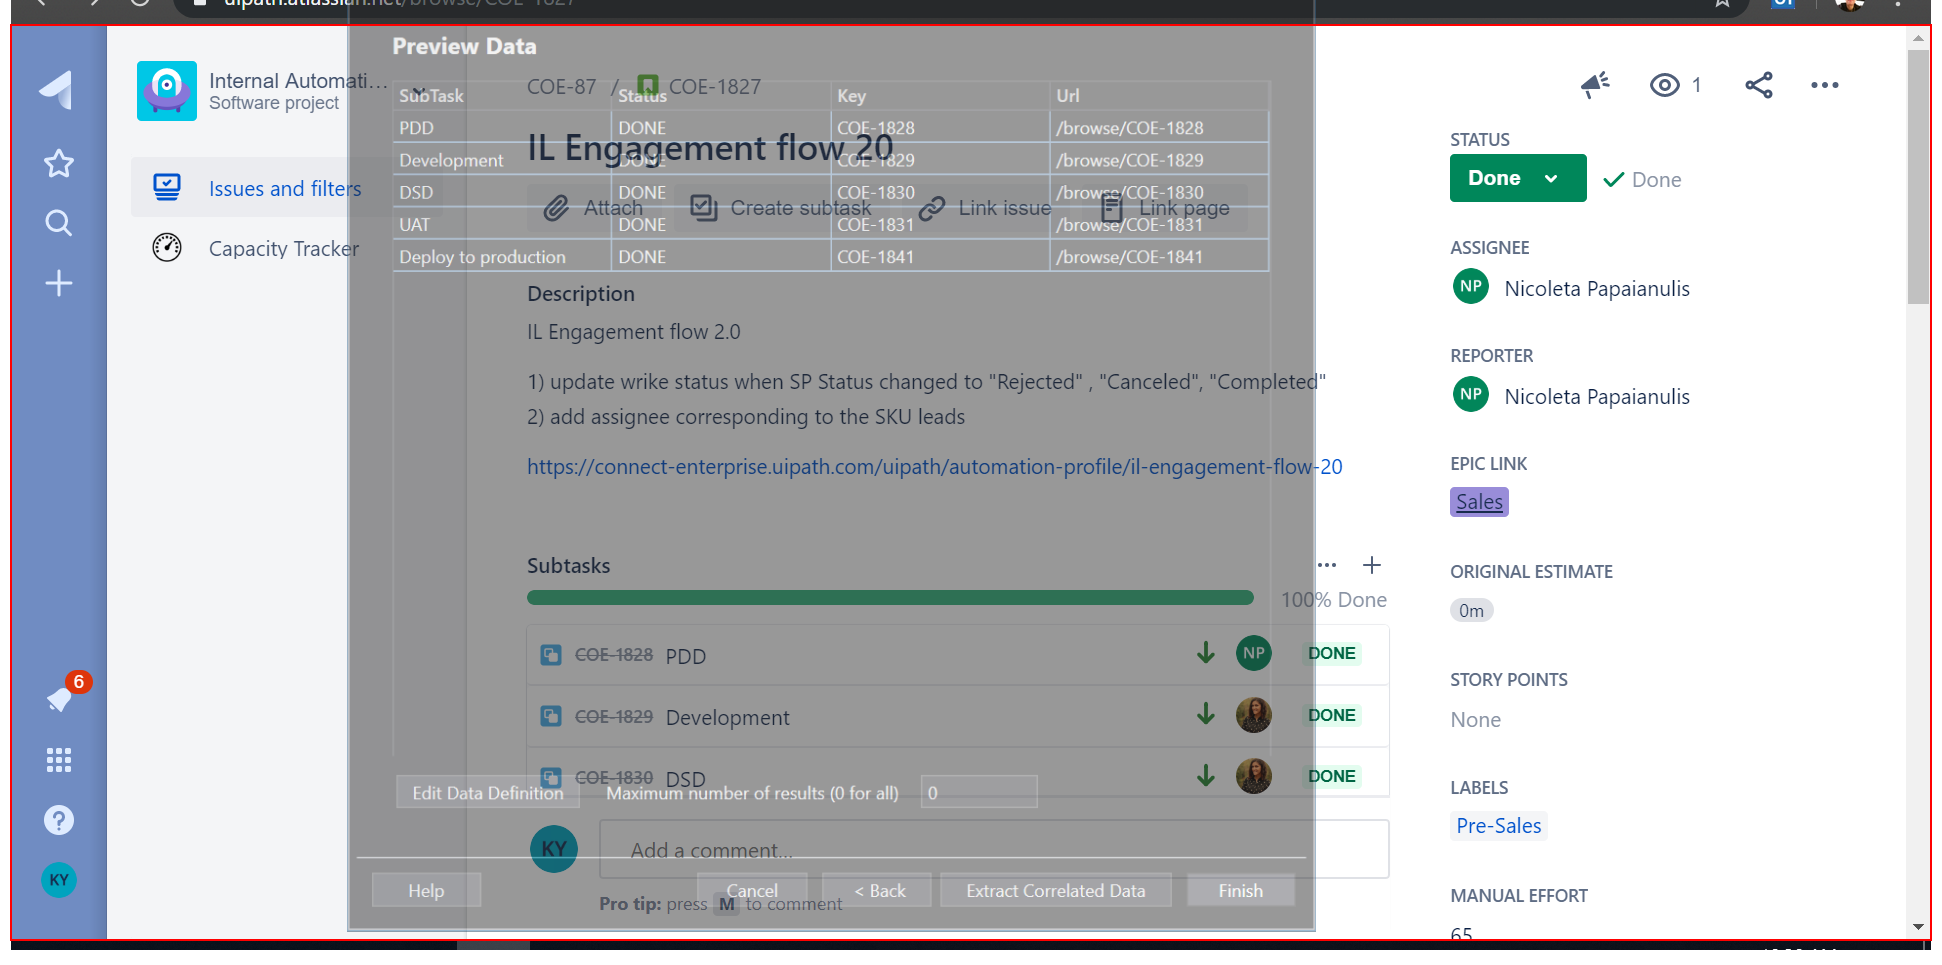 uipath.atlassian.net/browse/COE-1827
Internal Automati...
Software project
Issues and filters
Capacity Tracker
6
KY
Preview Data
SubTask Status Key Url
PDD DONE COE-1828 /browse/COE-1828
Development DONE COE-1829 /browse/COE-1829
DSD DONE COE-1830 /browse/COE-1830
UAT DONE COE-1831 /browse/COE-1831
Deploy to production DONE COE-1841 /browse/COE-1841
Edit Data Definition Maximum number of results (0 for all) 0
Help Cancel < Back Extract Correlated Data Finish
COE-87 / COE-1827
IL Engagement flow 20
Attach Create subtask Link issue Link page
Description
IL Engagement flow 2.0
1) update wrike status when SP Status changed to "Rejected" , "Canceled", "Completed"
2) add assignee corresponding to the SKU leads
https://connect-enterprise.uipath.com/uipath/automation-profile/il-engagement-flow-20
Subtasks
100% Done
COE-1828 PDD NP DONE
COE-1829 Development DONE
COE-1830 DSD DONE
KY Add a comment...
Pro tip: press M to comment
1
STATUS
Done Done
ASSIGNEE
NP Nicoleta Papaianulis
REPORTER
NP Nicoleta Papaianulis
EPIC LINK
Sales
ORIGINAL ESTIMATE
0m
STORY POINTS
None
LABELS
Pre-Sales
MANUAL EFFORT
65